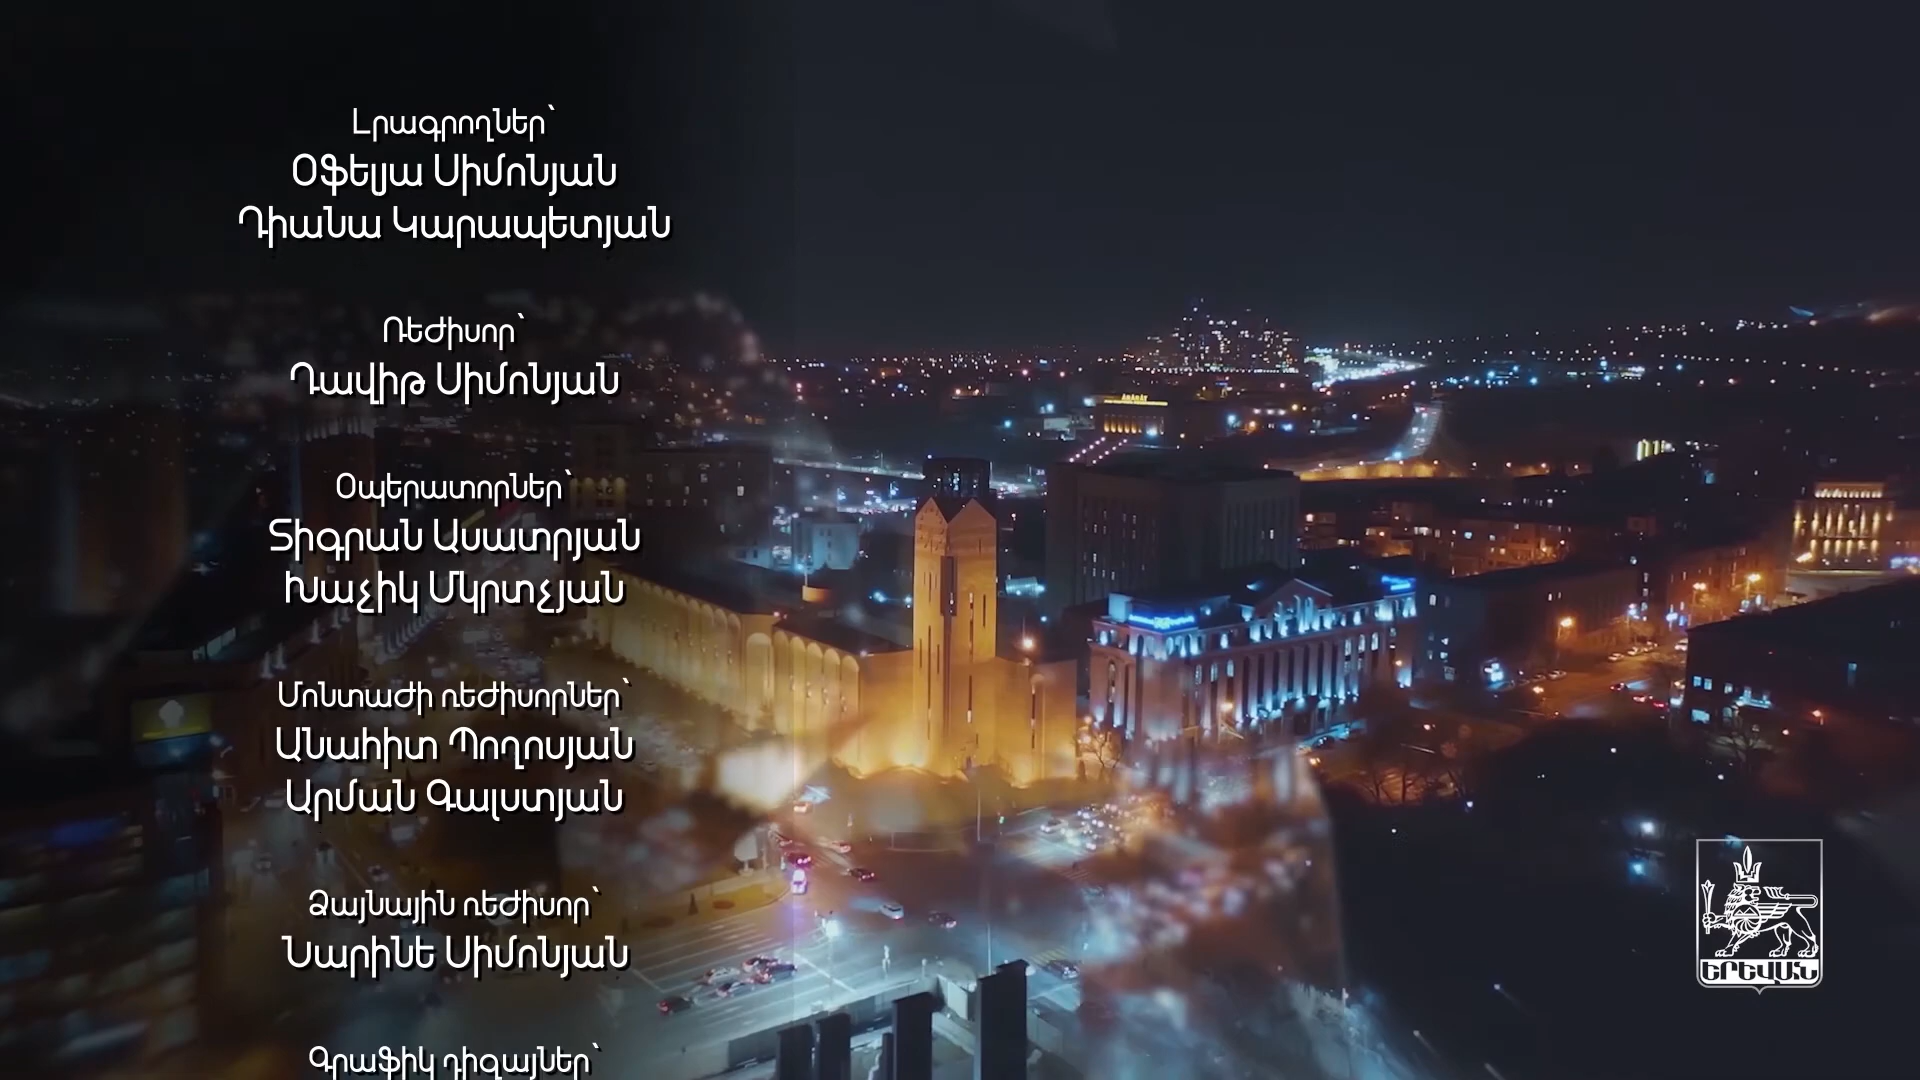 Լրագրողներ՝
Օֆելյա Սիմոնյան
Դիանա Կարապետյան
Ռեժիսոր՝
Դավիթ Սիմոնյան
Օպերատորներ՝
Տիգրան Ասատրյան
Խաչիկ Մկրտչյան
Մոնտաժի ռեժիսորներ՝
Անահիտ Պողոսյան
Արման Գալստյան
Ձայնային ռեժիսոր՝
Նարինե Սիմոնյան
Գրաֆիկ դիզայներ՝
ARARAT
ԵՐԵՎԱՆ